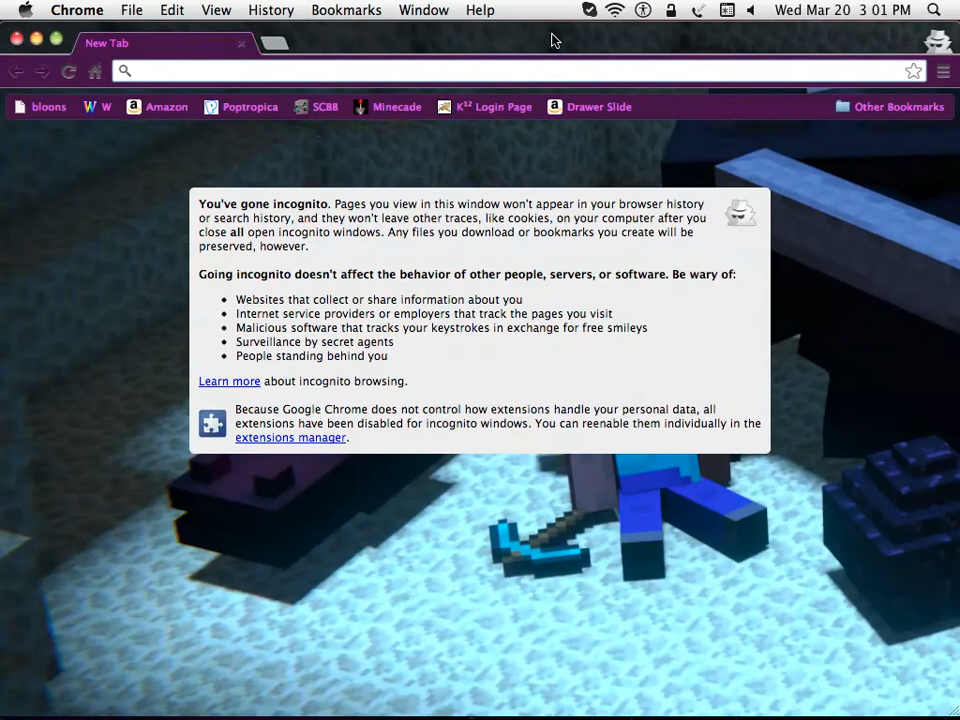 Chrome File Edit View History Bookmarks Window Help Wed Mar 20 3:01 PM
New Tab
bloons W Amazon Poptropica SCBB Minecade K12 Login Page Drawer Slide Other Bookmarks
You've gone incognito. Pages you view in this window won't appear in your browser history
or search history, and they won't leave other traces, like cookies, on your computer after you
close all open incognito windows. Any files you download or bookmarks you create will be
preserved, however.
Going incognito doesn't affect the behavior of other people, servers, or software. Be wary of:
• Websites that collect or share information about you
• Internet service providers or employers that track the pages you visit
• Malicious software that tracks your keystrokes in exchange for free smileys
• Surveillance by secret agents
• People standing behind you
Learn more about incognito browsing.
Because Google Chrome does not control how extensions handle your personal data, all
extensions have been disabled for incognito windows. You can reenable them individually in the
extensions manager.